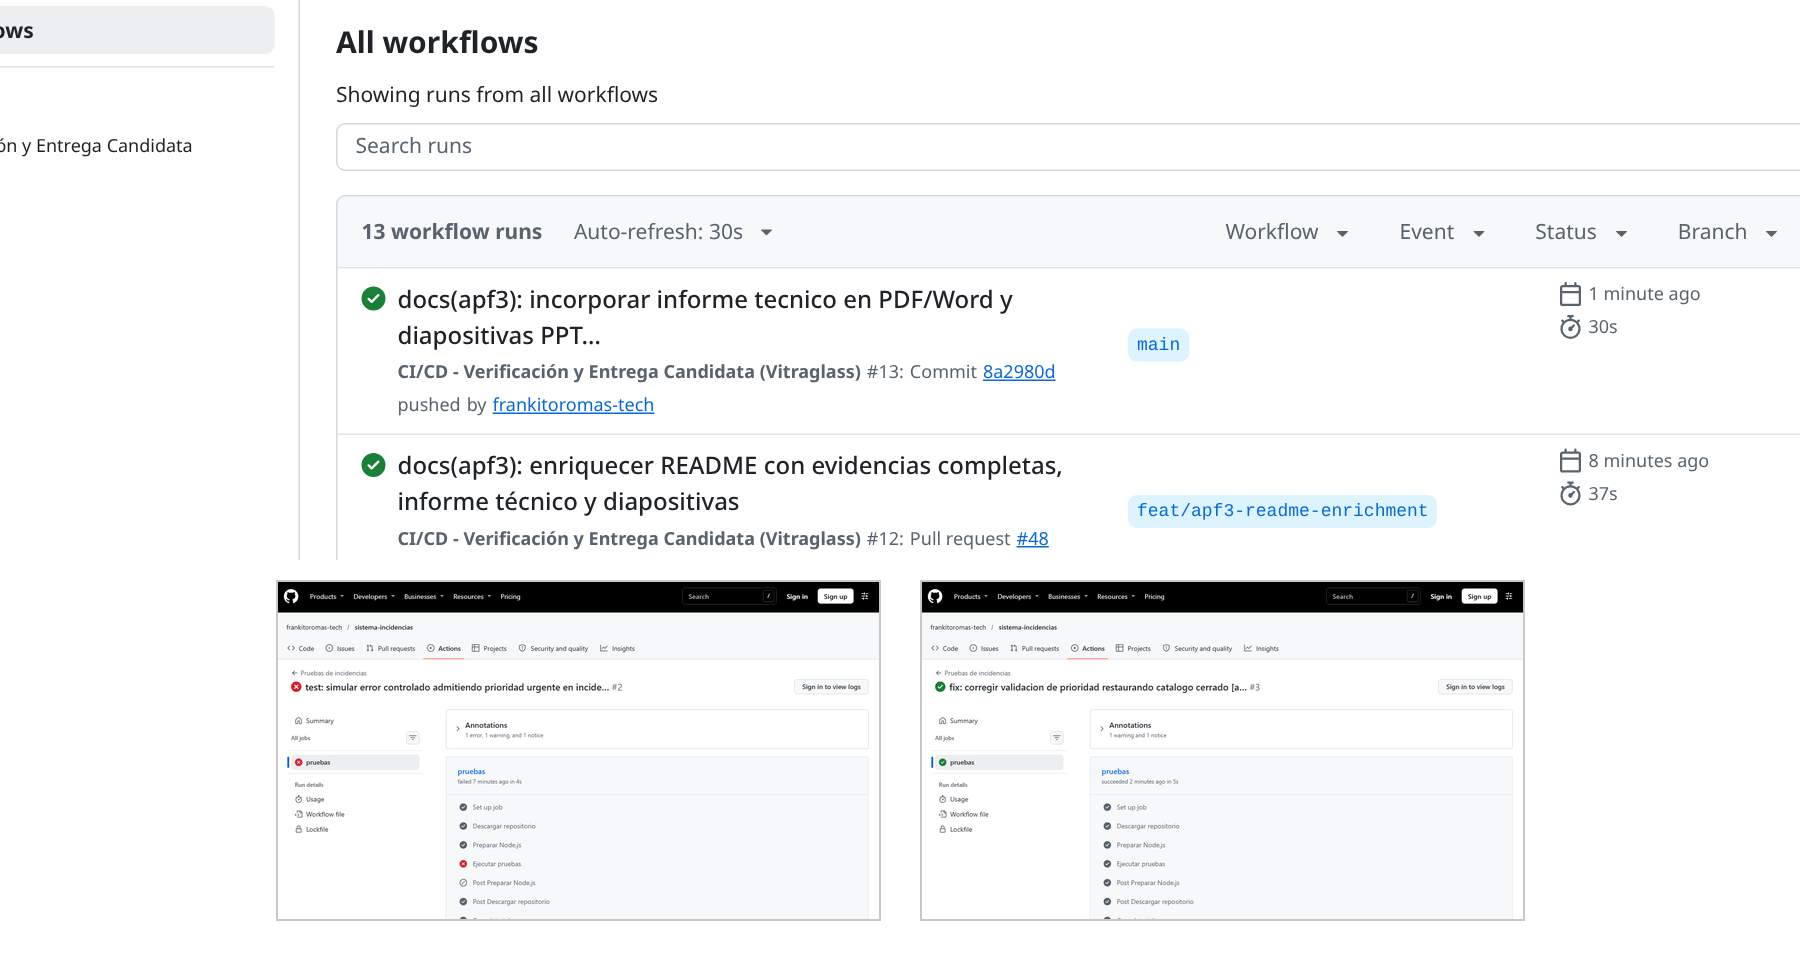 ows
ón y Entrega Candidata
All workflows
Showing runs from all workflows
Search runs
13 workflow runs Auto-refresh: 30s Workflow Event Status Branch
docs(apf3): incorporar informe tecnico en PDF/Word y
diapositivas PPT...
CI/CD - Verificación y Entrega Candidata (Vitraglass) #13: Commit 8a2980d
pushed by frankitoromas-tech
main
1 minute ago
30s
docs(apf3): enriquecer README con evidencias completas,
informe técnico y diapositivas
CI/CD - Verificación y Entrega Candidata (Vitraglass) #12: Pull request #48
feat/apf3-readme-enrichment
8 minutes ago
37s
Products Developers Businesses Resources Pricing Search / Sign in Sign up
frankitoromas-tech / sistema-incidencias
Code Issues Pull requests Actions Projects Security and quality Insights
← Pruebas de incidencias
test: simular error controlado admitiendo prioridad urgente en incide... #2
Sign in to view logs
Summary
All jobs
pruebas
Run details
Usage
Workflow file
Lockfile
Annotations
1 error, 1 warning, and 1 notice
pruebas
failed 7 minutes ago in 4s
Set up job
Descargar repositorio
Preparar Node.js
Ejecutar pruebas
Post Preparar Node.js
Post Descargar repositorio
Products Developers Businesses Resources Pricing Search / Sign in Sign up
frankitoromas-tech / sistema-incidencias
Code Issues Pull requests Actions Projects Security and quality Insights
← Pruebas de incidencias
fix: corregir validacion de prioridad restaurando catalogo cerrado [a... #3
Sign in to view logs
Summary
All jobs
pruebas
Run details
Usage
Workflow file
Lockfile
Annotations
1 warning and 1 notice
pruebas
succeeded 2 minutes ago in 5s
Set up job
Descargar repositorio
Preparar Node.js
Ejecutar pruebas
Post Preparar Node.js
Post Descargar repositorio